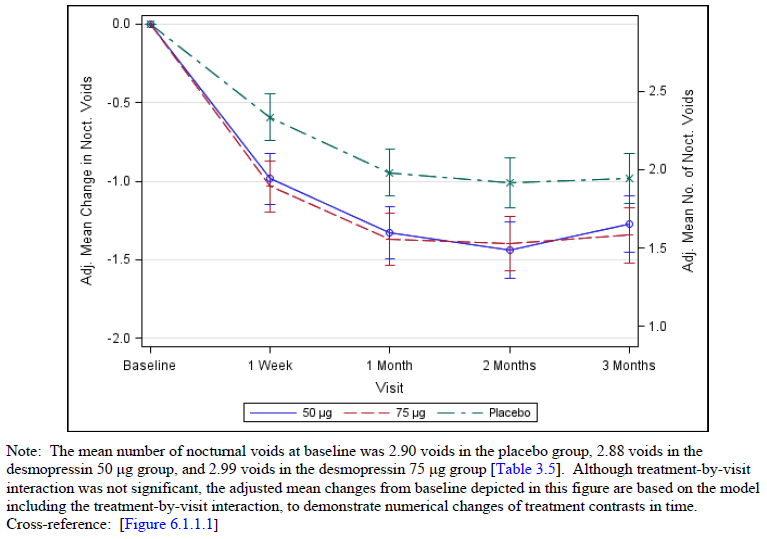 0.0
-0.5
-1.0
-1.5
-2.0
Adj. Mean Change in Noct. Voids
2.5
2.0
1.5
1.0
Adj. Mean No. of Noct. Voids
Baseline 1 Week 1 Month 2 Months 3 Months
Visit
50 µg 75 µg Placebo
Note: The mean number of nocturnal voids at baseline was 2.90 voids in the placebo group, 2.88 voids in the
desmopressin 50 µg group, and 2.99 voids in the desmopressin 75 µg group [Table 3.5]. Although treatment-by-visit
interaction was not significant, the adjusted mean changes from baseline depicted in this figure are based on the model
including the treatment-by-visit interaction, to demonstrate numerical changes of treatment contrasts in time.
Cross-reference: [Figure 6.1.1.1]